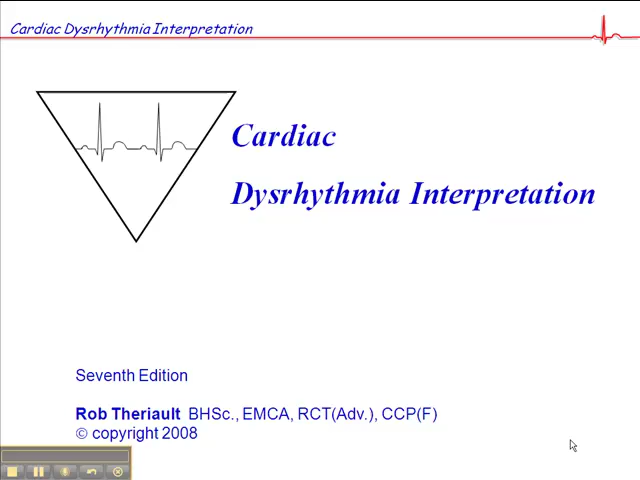 Cardiac Dysrhythmia Interpretation
Cardiac
Dysrhythmia Interpretation
Seventh Edition
Rob Theriault BHSc., EMCA, RCT(Adv.), CCP(F)
© copyright 2008